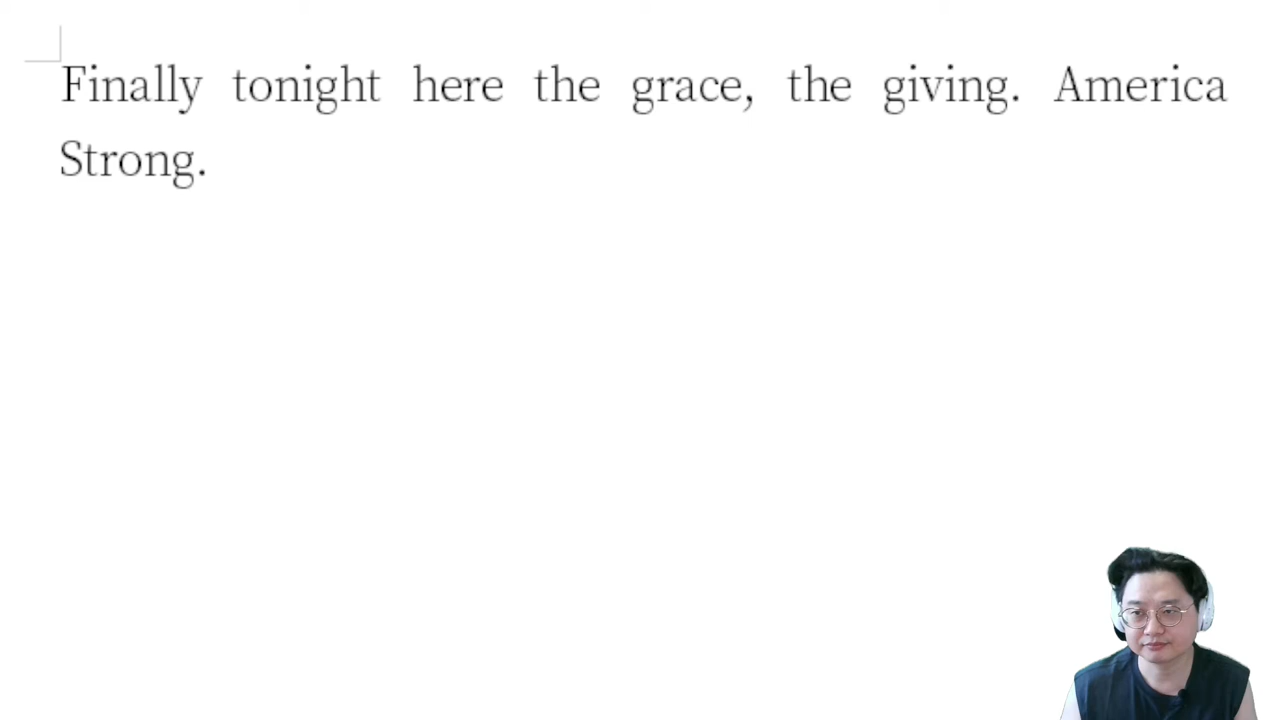 Finally tonight here the grace, the giving. America
Strong.